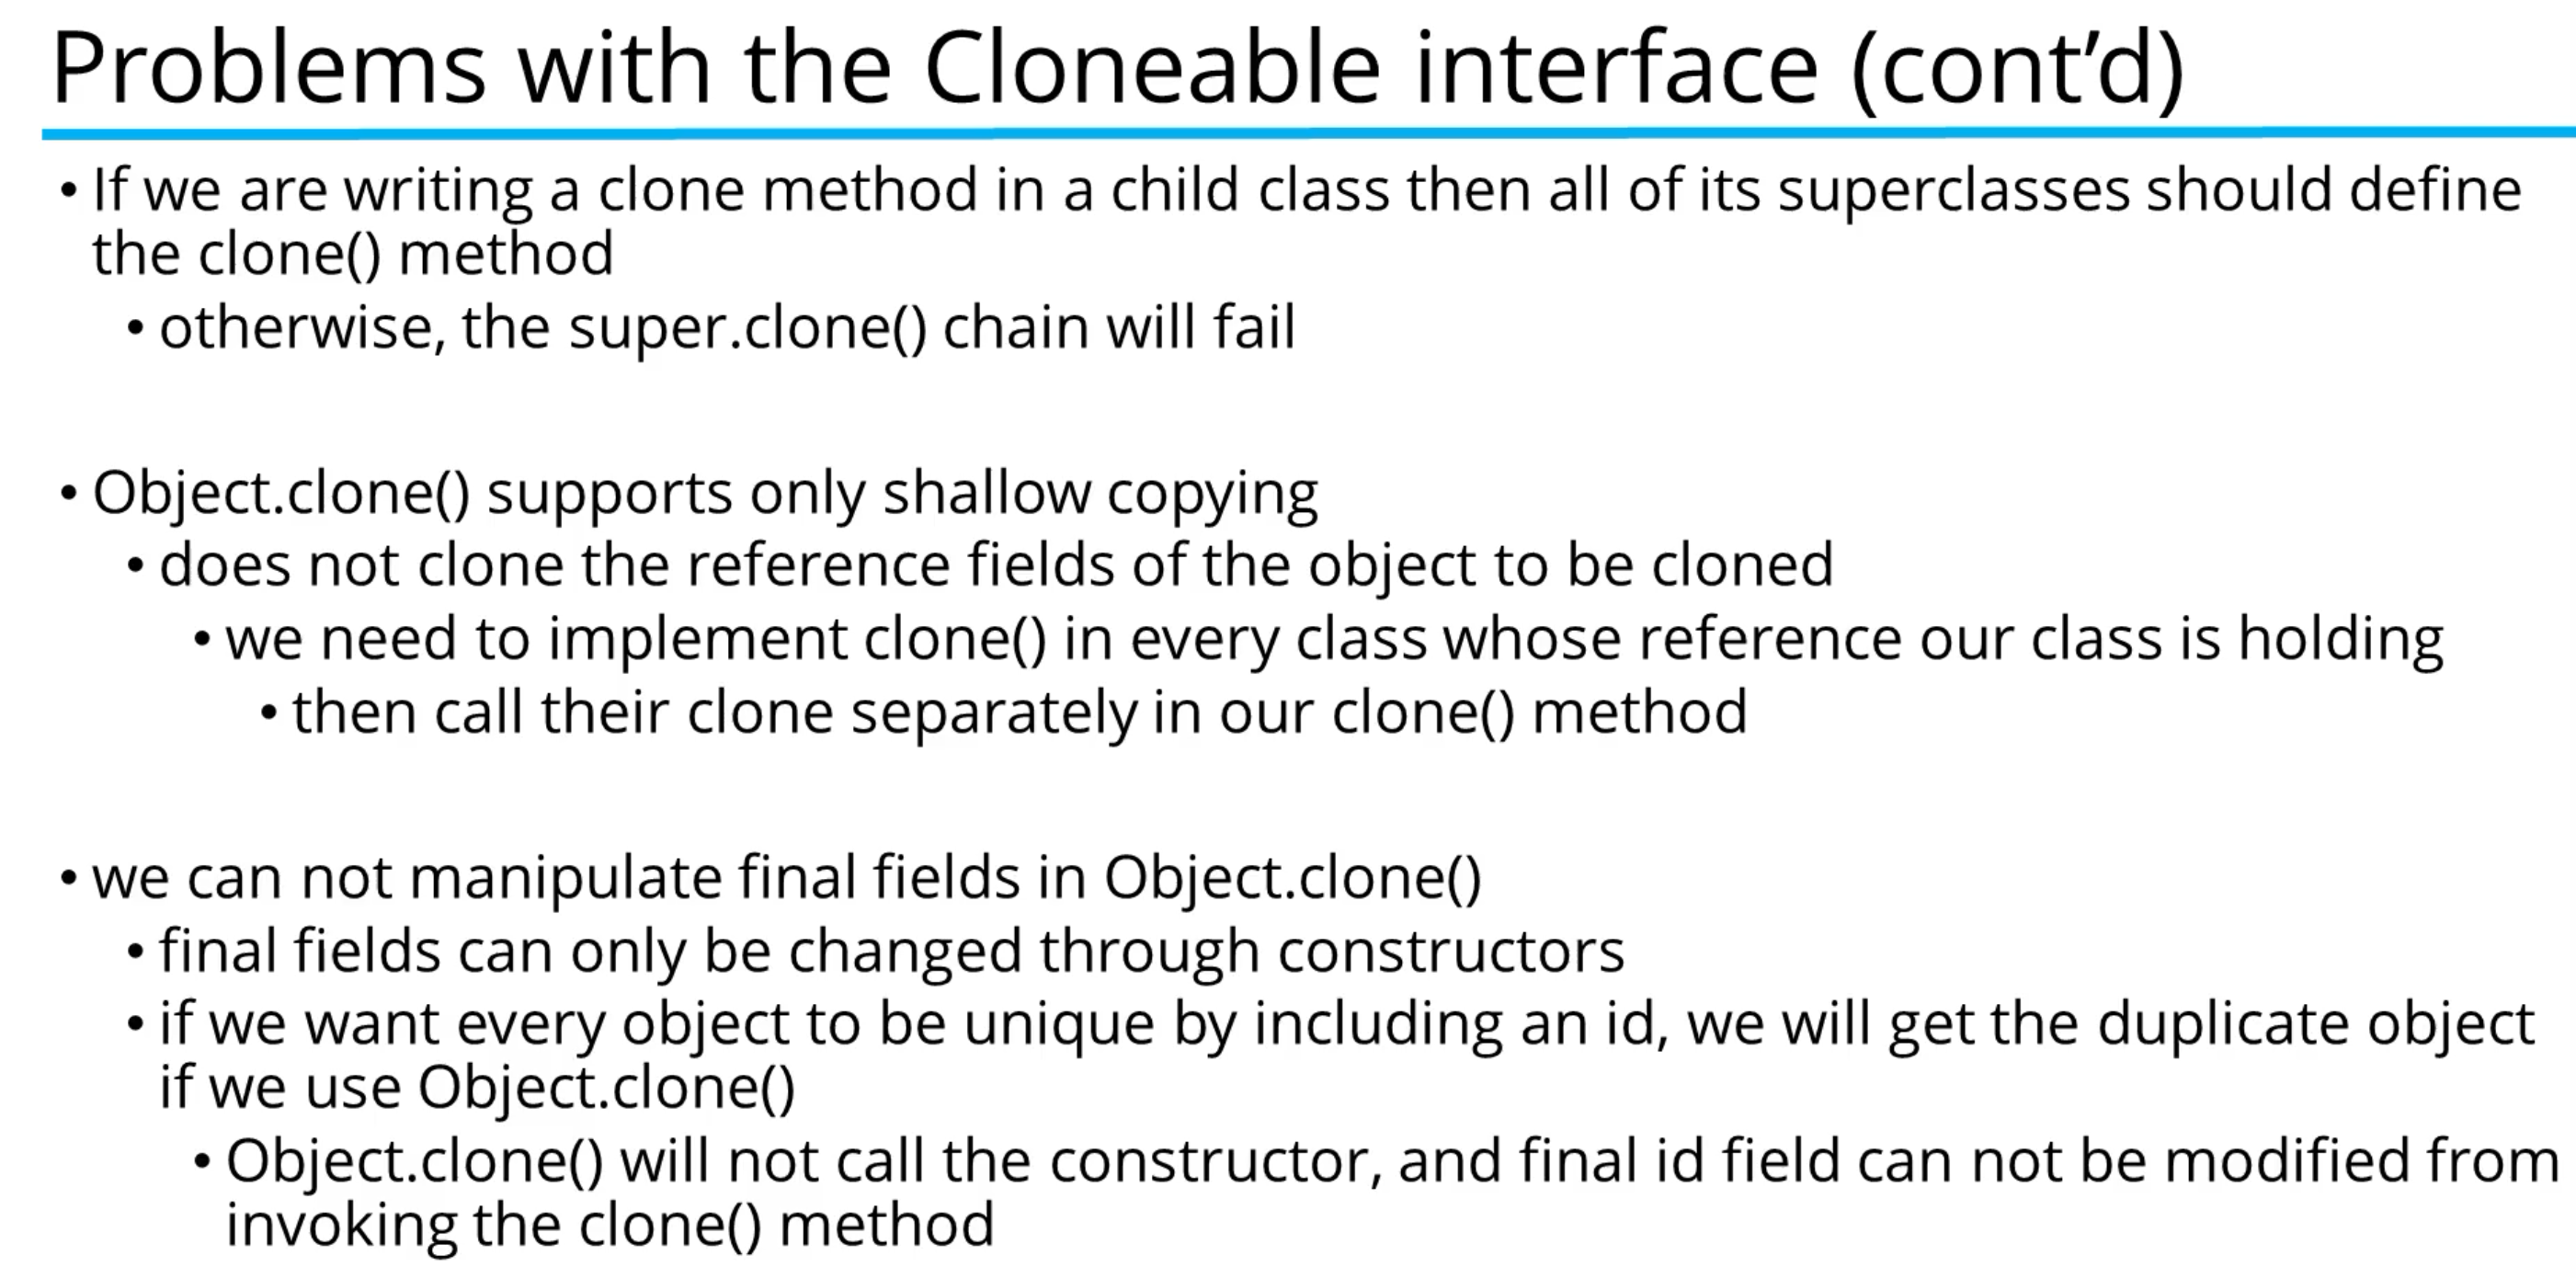 Problems with the Cloneable interface (cont’d)
• If we are writing a clone method in a child class then all of its superclasses should define
the clone() method
• otherwise, the super.clone() chain will fail
• Object.clone() supports only shallow copying
• does not clone the reference fields of the object to be cloned
• we need to implement clone() in every class whose reference our class is holding
• then call their clone separately in our clone() method
• we can not manipulate final fields in Object.clone()
• final fields can only be changed through constructors
• if we want every object to be unique by including an id, we will get the duplicate object
if we use Object.clone()
• Object.clone() will not call the constructor, and final id field can not be modified from
invoking the clone() method